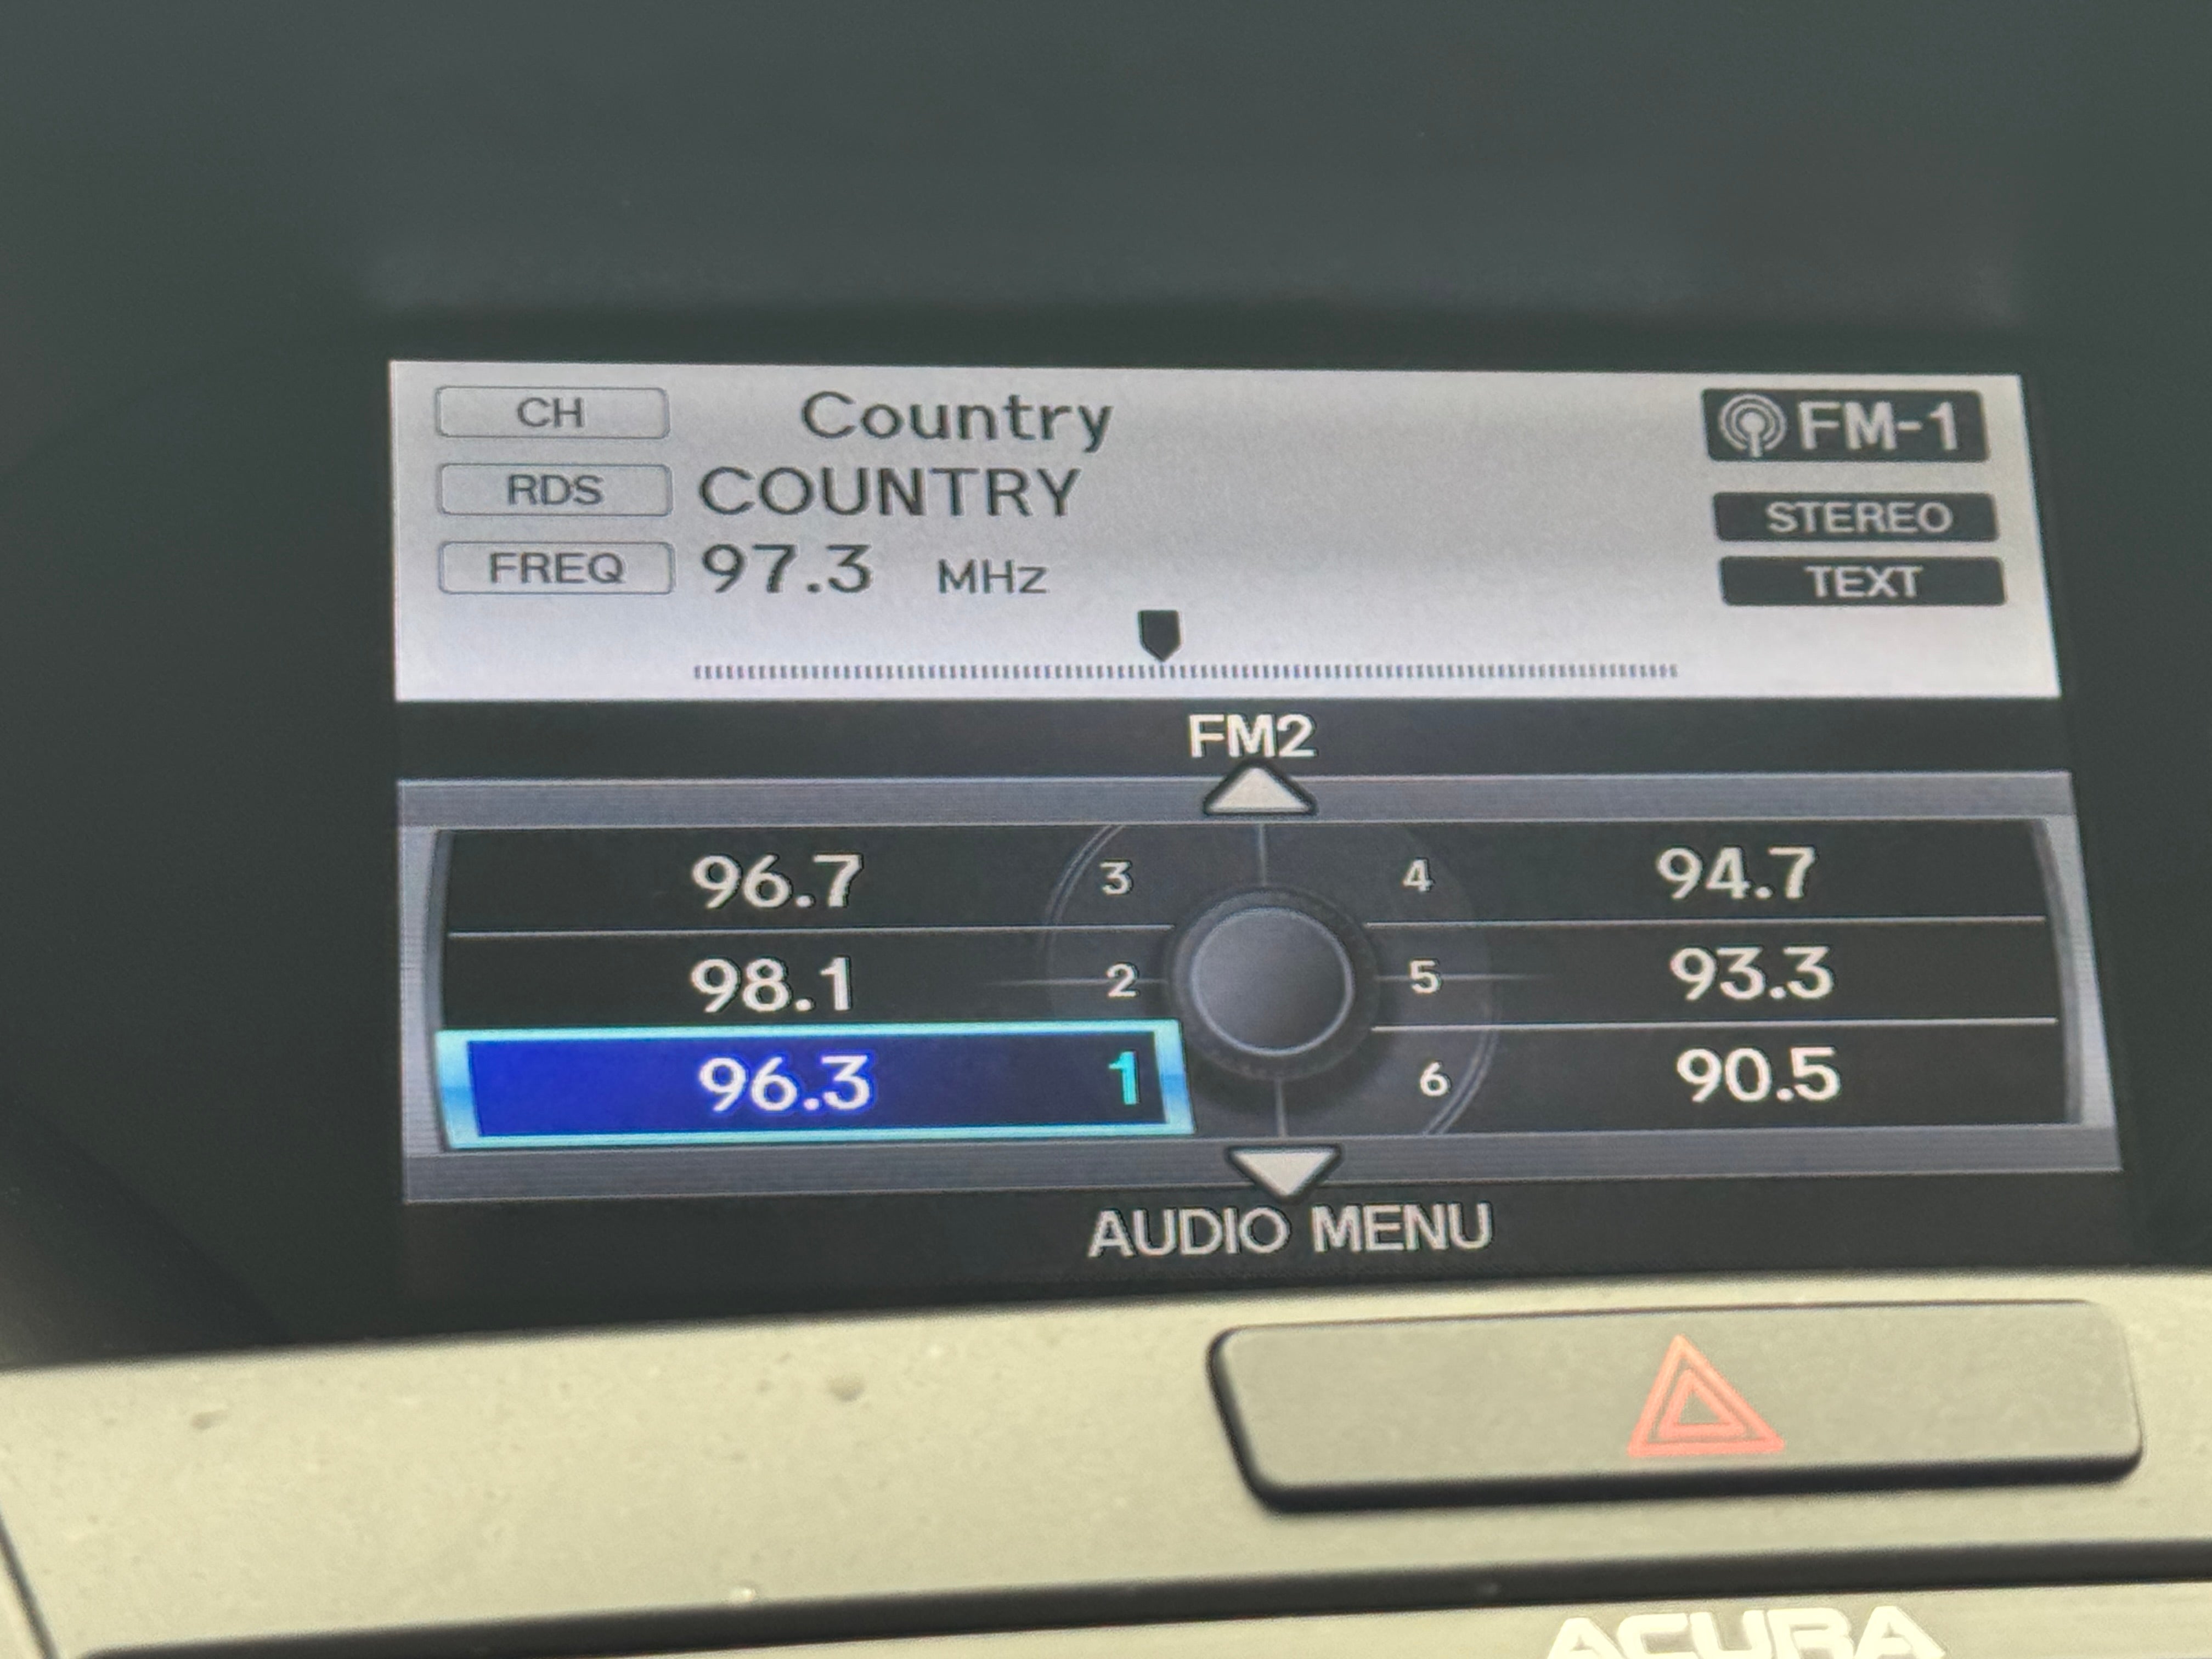 CH Country
RDS COUNTRY
FREQ 97.3 MHz
FM-1
STEREO
TEXT
FM2
96.7 3 4 94.7
98.1 2 5 93.3
96.3 1 6 90.5
AUDIO MENU
ACURA